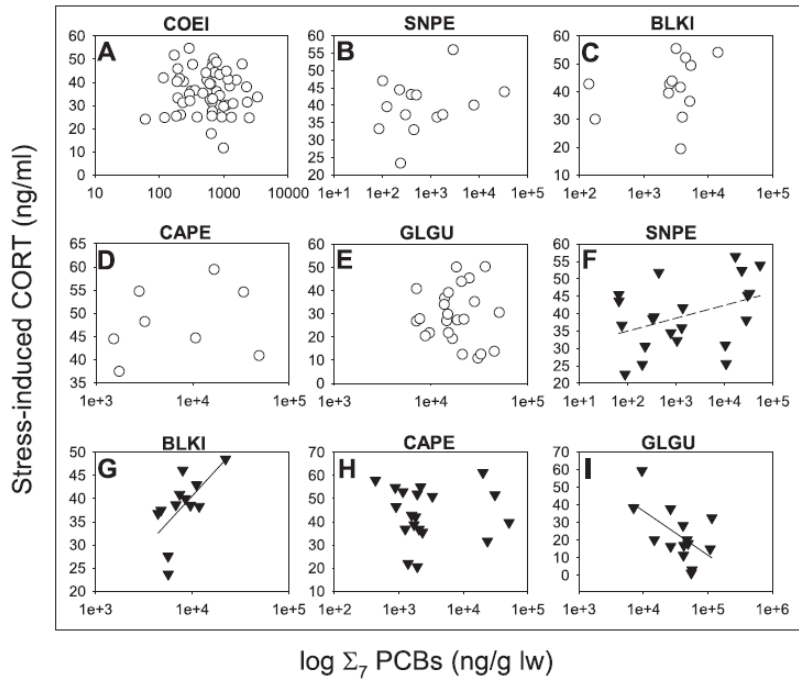 Stress-induced CORT (ng/ml)
COEI
A
60
50
40
30
20
10
0
10 100 1000 10000
SNPE
B
60
55
50
45
40
35
30
25
20
1e+1 1e+2 1e+3 1e+4 1e+5
BLKI
C
60
50
40
30
20
10
0
1e+2 1e+3 1e+4 1e+5
CAPE
D
65
60
55
50
45
40
35
1e+3 1e+4 1e+5
GLGU
E
60
50
40
30
20
10
0
1e+3 1e+4 1e+5
SNPE
F
60
55
50
45
40
35
30
25
20
1e+1 1e+2 1e+3 1e+4 1e+5
BLKI
G
50
45
40
35
30
25
20
1e+3 1e+4 1e+5
CAPE
H
70
60
50
40
30
20
10
1e+2 1e+3 1e+4 1e+5
GLGU
I
70
60
50
40
30
20
10
0
1e+3 1e+4 1e+5 1e+6
log Σ₇ PCBs (ng/g lw)